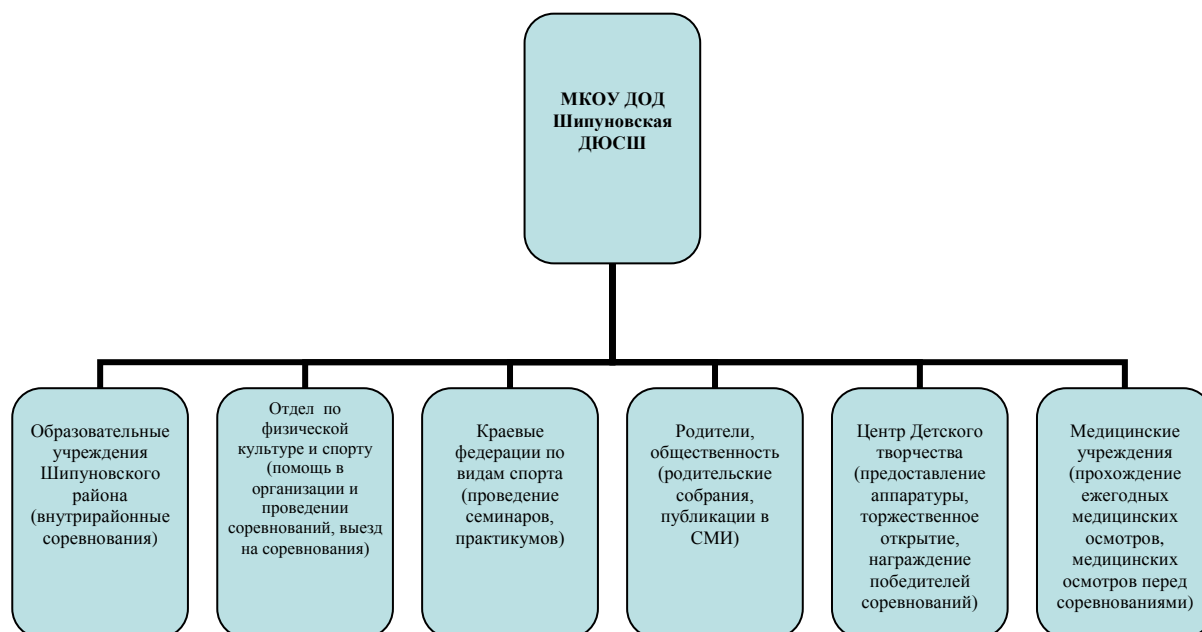 МКОУ ДОД
Шипуновская
ДЮСШ
Образовательные
учреждения
Шипуновского
района
(внутрирайонные
соревнования)
Отдел по
физической
культуре и спорту
(помощь в
организации и
проведении
соревнований, выезд
на соревнования)
Краевые
федерации по
видам спорта
(проведение
семинаров,
практикумов)
Родители,
общественность
(родительские
собрания,
публикации в
СМИ)
Центр Детского
творчества
(предоставление
аппаратуры,
торжественное
открытие,
награждение
победителей
соревнований)
Медицинские
учреждения
(прохождение
ежегодных
медицинских
осмотров,
медицинских
осмотров перед
соревнованиями)